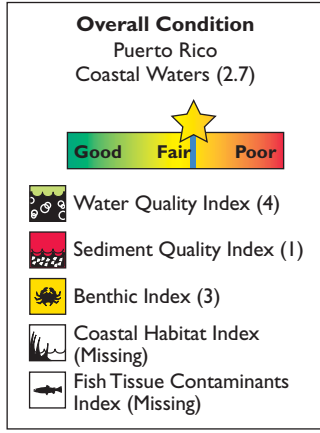 Overall Condition
Puerto Rico
Coastal Waters (2.7)
Good Fair Poor
Water Quality Index (4)
Sediment Quality Index (1)
Benthic Index (3)
Coastal Habitat Index
(Missing)
Fish Tissue Contaminants
Index (Missing)